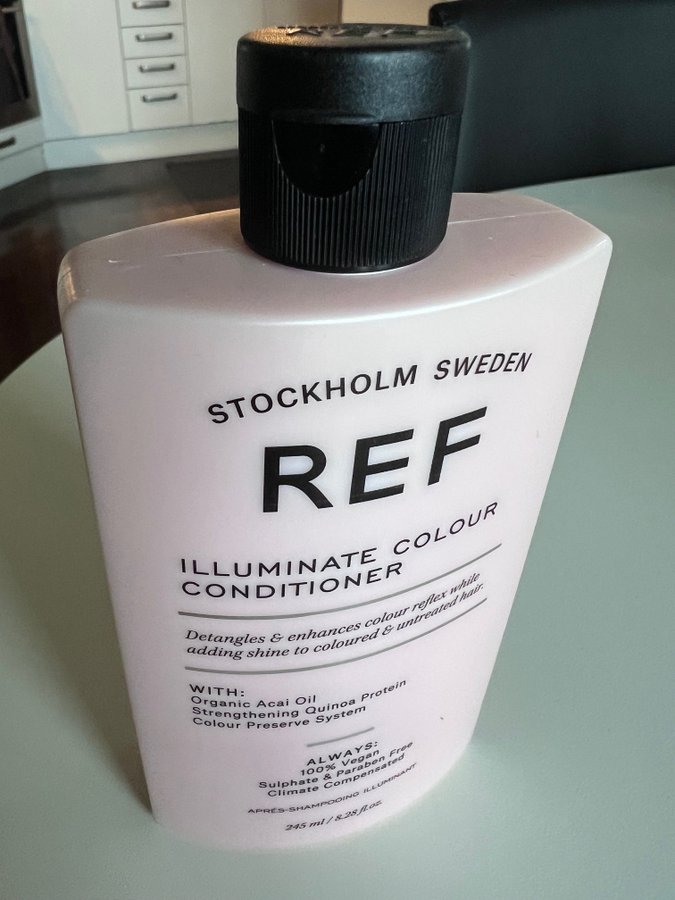 STOCKHOLM SWEDEN
REF
ILLUMINATE COLOUR
CONDITIONER
Detangles & enhances colour reflex while
adding shine to coloured & untreated hair.
WITH:
Organic Acai Oil
Strengthening Quinoa Protein
Colour Preserve System
ALWAYS:
100% Vegan
Sulphate & Paraben Free
Climate Compensated
APRÈS-SHAMPOOING ILLUMINANT
245 ml / 8.28 fl.oz